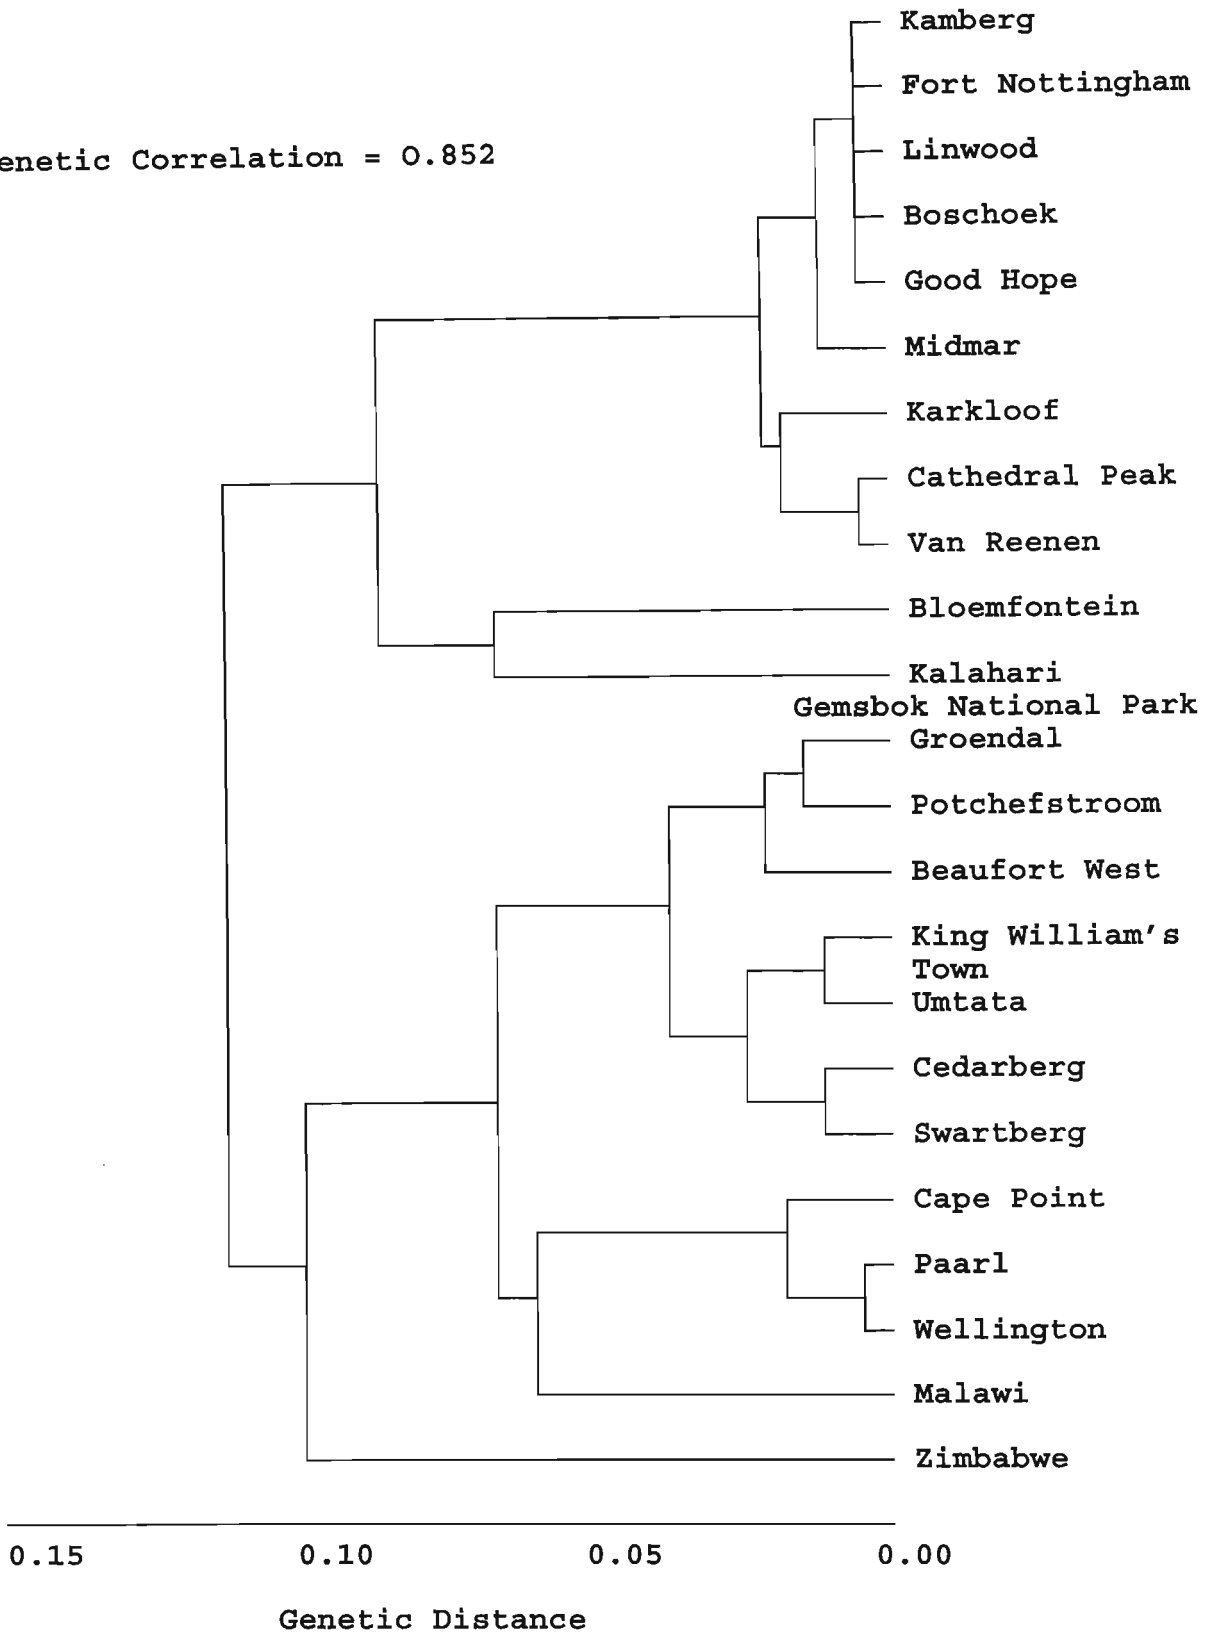 Kamberg
Fort Nottingham
enetic Correlation = 0.852
Linwood
Boschoek
Good Hope
Midmar
Karkloof
Cathedral Peak
Van Reenen
Bloemfontein
Kalahari
Gemsbok National Park
Groendal
Potchefstroom
Beaufort West
King William's
Town
Umtata
Cedarberg
Swartberg
Cape Point
Paarl
Wellington
Malawi
Zimbabwe
0.15 0.10 0.05 0.00
Genetic Distance